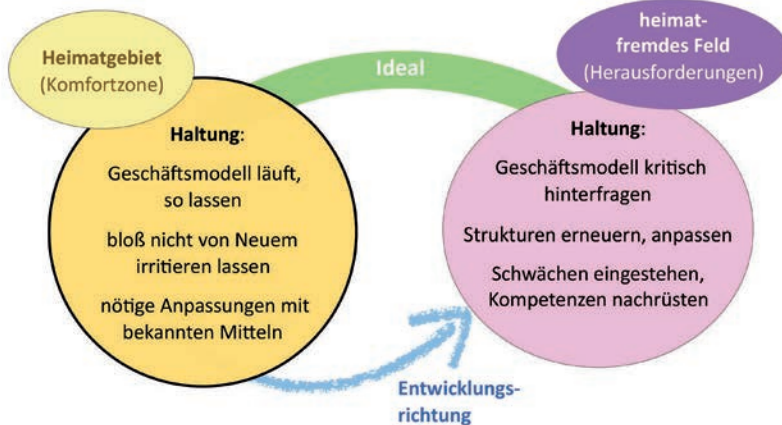 Heimatgebiet
(Komfortzone)
Haltung:
Geschäftsmodell läuft,
so lassen
bloß nicht von Neuem
irritieren lassen
nötige Anpassungen mit
bekannten Mitteln
Ideal
heimat-
fremdes Feld
(Herausforderungen)
Haltung:
Geschäftsmodell kritisch
hinterfragen
Strukturen erneuern, anpassen
Schwächen eingestehen,
Kompetenzen nachrüsten
Entwicklungs-
richtung